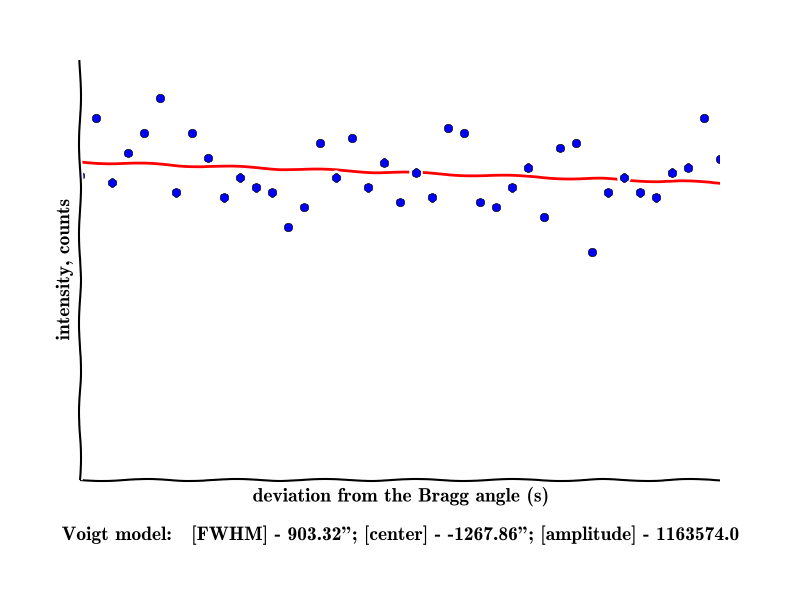 intensity, counts
deviation from the Bragg angle (s)
Voigt model: [FWHM] - 903.32”; [center] - -1267.86”; [amplitude] - 1163574.0